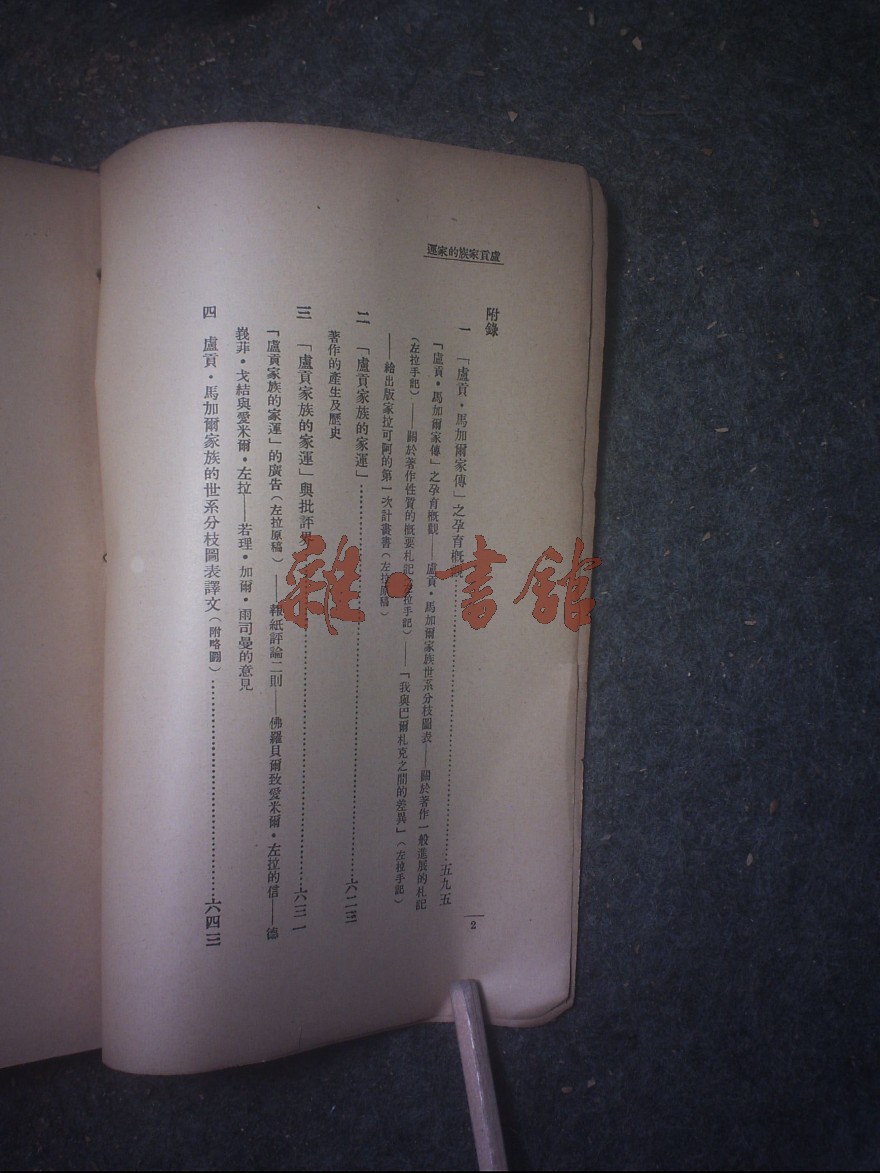 運家的族家貢盧
附錄
一 「盧貢・馬加爾家傳」之孕育概觀……五九五
「盧貢・馬加爾家傳」之孕育概觀——盧貢・馬加爾家族世系分枝圖表——關於著作一般進展的札記
(左拉手記)——關於著作性質的概要札記(左拉手記)——「我與巴爾札克之間的差異」(左拉手記)
——給出版家拉可阿的第一次計畫書(左拉原稿)
二 「盧貢家族的家運」……六二三
著作的產生及歷史
三 「盧貢家族的家運」與批評界……六三一
「盧貢家族的家運」的廣告(左拉原稿)——報紙評論二則——佛羅貝爾致愛米爾・左拉的信——德
菲・戈結與愛米爾・左拉——若理・加爾・雨司曼的意見
四 盧貢・馬加爾家族的世系分枝圖表譯文(附略圖)……六四三
2
雜・書館